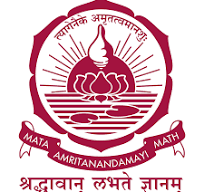 त्यागेनैके अमृतत्वमानशुः
MATA AMRITANANDAMAYI MATH
श्रद्धावान् लभते ज्ञानम्